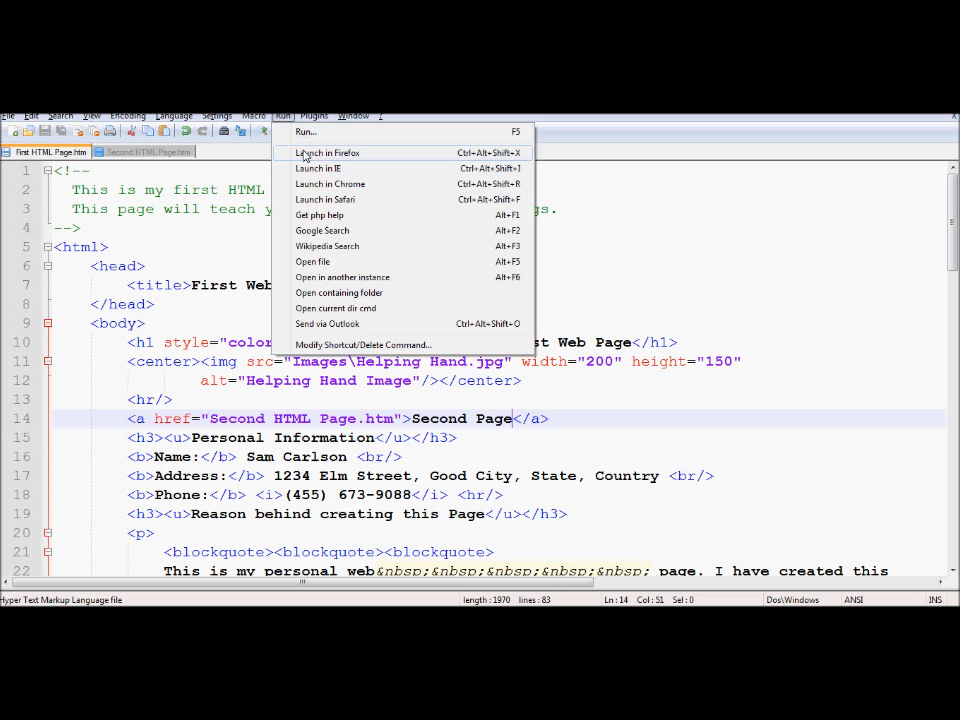 File Edit Search View Encoding Language Settings Macro Run Plugins Window ?
First HTML Page.htm Second HTML Page.htm
Run... F5
Launch in Firefox Ctrl+Alt+Shift+X
Launch in IE Ctrl+Alt+Shift+I
Launch in Chrome Ctrl+Alt+Shift+R
Launch in Safari Ctrl+Alt+Shift+F
Get php help Alt+F1
Google Search Alt+F2
Wikipedia Search Alt+F3
Open file Alt+F5
Open in another instance Alt+F6
Open containing folder
Open current dir cmd
Send via Outlook Ctrl+Alt+Shift+O
Modify Shortcut/Delete Command...
1 <!--
2 This is my first HTML
3 This page will teach y gs.
4 -->
5 <html>
6 <head>
7 <title>First Web
8 </head>
9 <body>
10 <h1 style="color st Web Page</h1>
11 <center><img src="Images\Helping Hand.jpg" width="200" height="150"
12 alt="Helping Hand Image"/></center>
13 <hr/>
14 <a href="Second HTML Page.htm">Second Page</a>
15 <h3><u>Personal Information</u></h3>
16 <b>Name:</b> Sam Carlson <br/>
17 <b>Address:</b> 1234 Elm Street, Good City, State, Country <br/>
18 <b>Phone:</b> <i>(455) 673-9088</i> <hr/>
19 <h3><u>Reason behind creating this Page</u></h3>
20 <p>
21 <blockquote><blockquote><blockquote>
22 This is my personal web&nbsp;&nbsp;&nbsp;&nbsp;&nbsp; page. I have created this
Hyper Text Markup Language file length : 1970 lines : 83 Ln : 14 Col : 51 Sel : 0 Dos\Windows ANSI INS